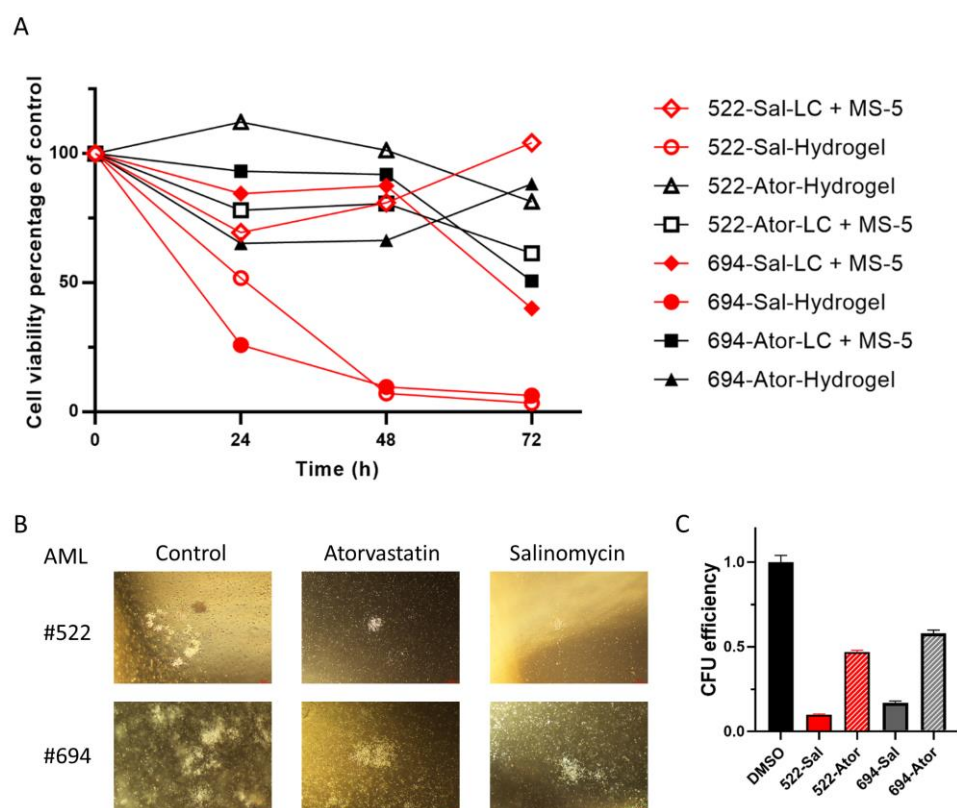 A
Cell viability percentage of control
100
50
0
0
24
48
72
Time (h)
522-Sal-LC + MS-5
522-Sal-Hydrogel
522-Ator-Hydrogel
522-Ator-LC + MS-5
694-Sal-LC + MS-5
694-Sal-Hydrogel
694-Ator-LC + MS-5
694-Ator-Hydrogel
B
AML
Control
Atorvastatin
Salinomycin
#522
#694
C
CFU efficiency
1.0
0.5
0.0
DMSO
522-Sal
522-Ator
694-Sal
694-Ator